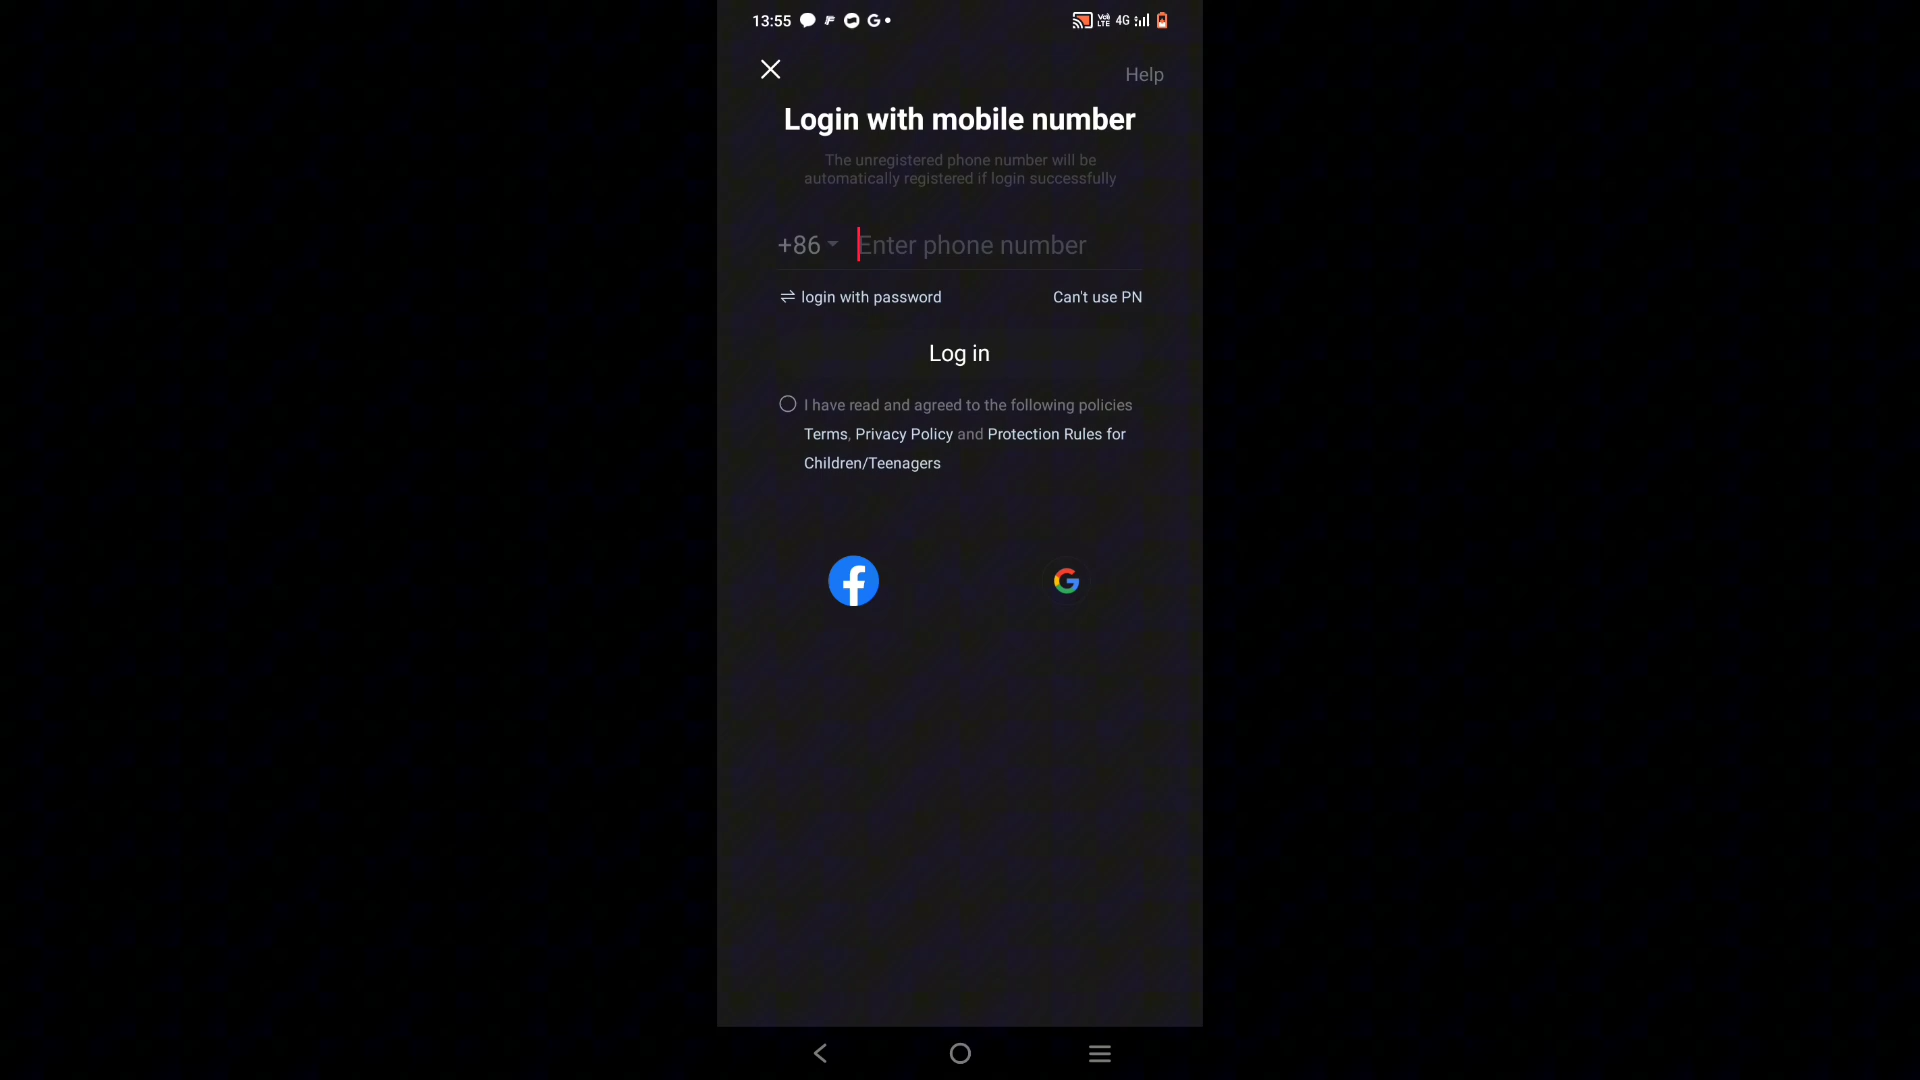 13:55
4G
Help
Login with mobile number
The unregistered phone number will be
automatically registered if login successfully
+86 Enter phone number
login with password Can't use PN
Log in
I have read and agreed to the following policies
Terms, Privacy Policy and Protection Rules for
Children/Teenagers